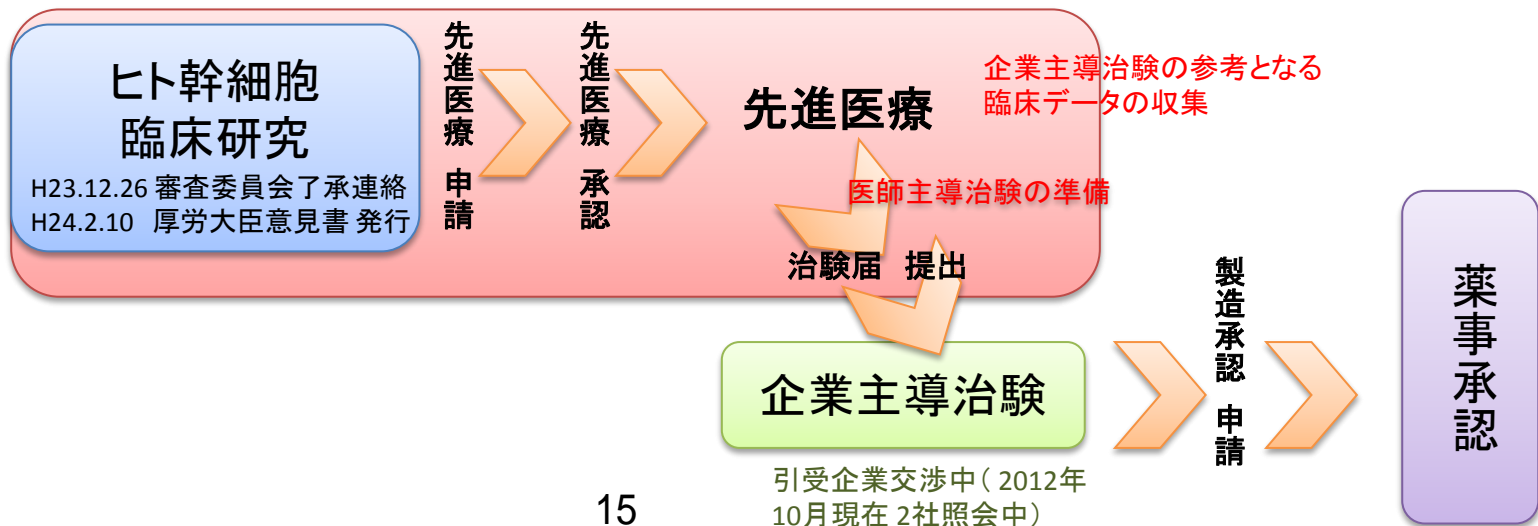 ヒト幹細胞
臨床研究
H23.12.26 審査委員会了承連絡
H24.2.10 厚労大臣意見書 発行
先進医療 申請
先進医療 承認
先進医療
企業主導治験の参考となる
臨床データの収集
医師主導治験の準備
治験届 提出
企業主導治験
引受企業交渉中( 2012年
10月現在 2社照会中)
製造承認 申請
薬事承認
15